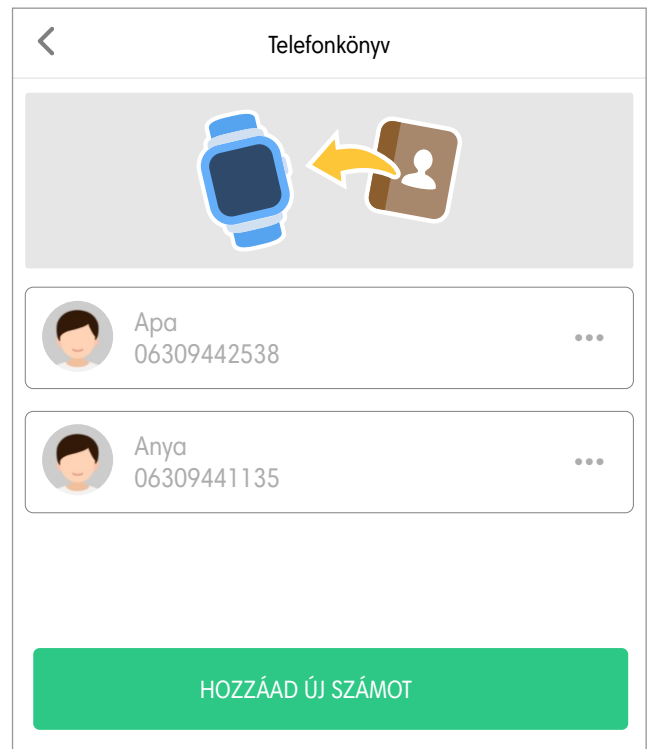 Telefonkönyv
Apa
06309442538
Anya
06309441135
HOZZÁAD ÚJ SZÁMOT